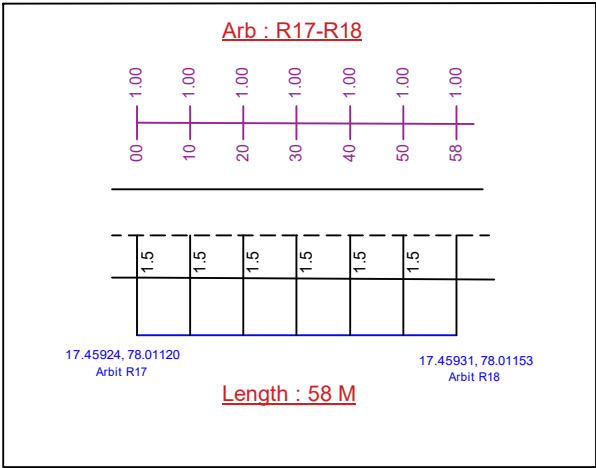 Arb : R17-R18
1.00 1.00 1.00 1.00 1.00 1.00 1.00
00 10 20 30 40 50 58
1.5 1.5 1.5 1.5 1.5 1.5
17.45924, 78.01120
Arbit R17
17.45931, 78.01153
Arbit R18
Length : 58 M